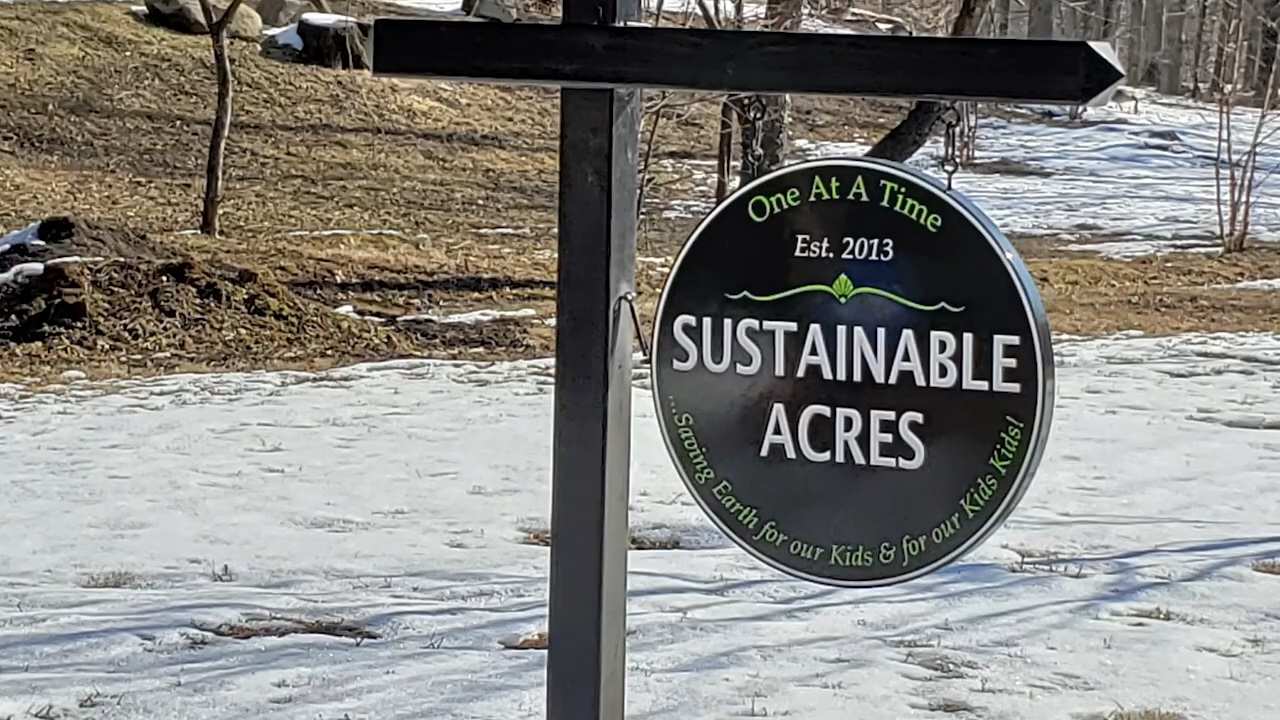 One At A Time
Est. 2013
SUSTAINABLE
ACRES
...Saving Earth for our Kids & for our Kids Kids!